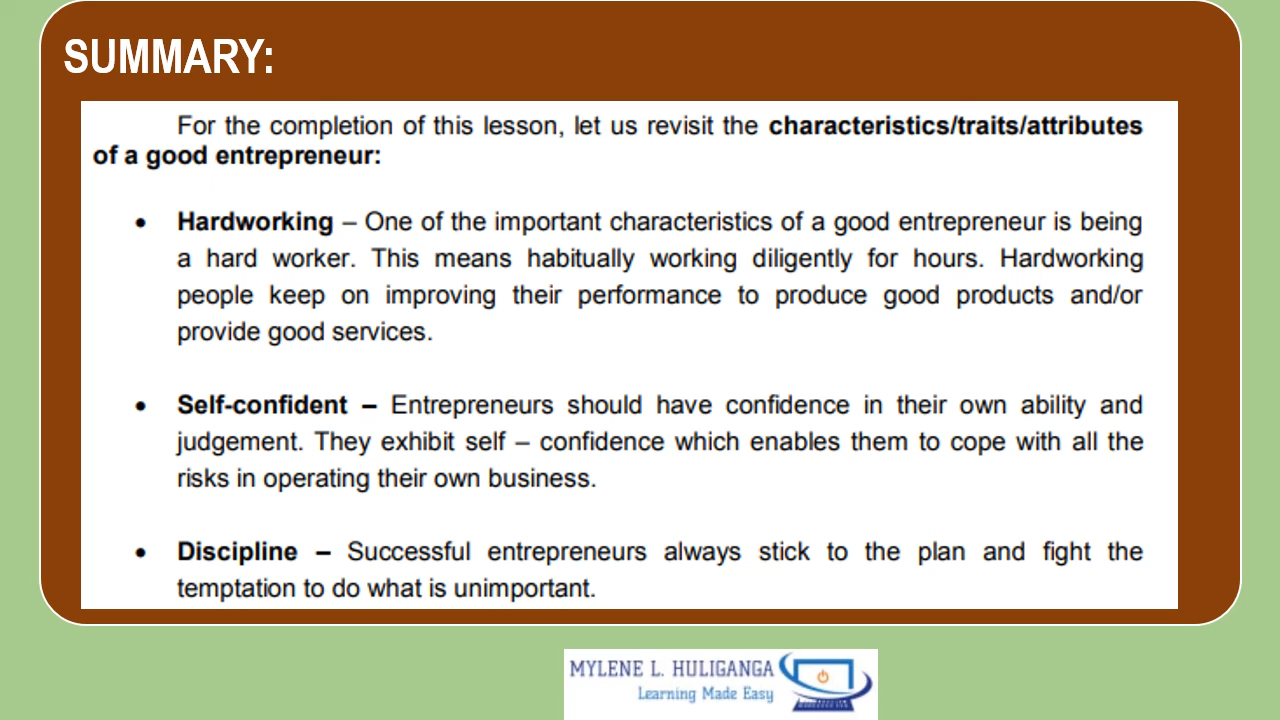 SUMMARY:
For the completion of this lesson, let us revisit the characteristics/traits/attributes
of a good entrepreneur:
• Hardworking – One of the important characteristics of a good entrepreneur is being
a hard worker. This means habitually working diligently for hours. Hardworking
people keep on improving their performance to produce good products and/or
provide good services.
• Self-confident – Entrepreneurs should have confidence in their own ability and
judgement. They exhibit self – confidence which enables them to cope with all the
risks in operating their own business.
• Discipline – Successful entrepreneurs always stick to the plan and fight the
temptation to do what is unimportant.
MYLENE L. HULIGANGA
Learning Made Easy